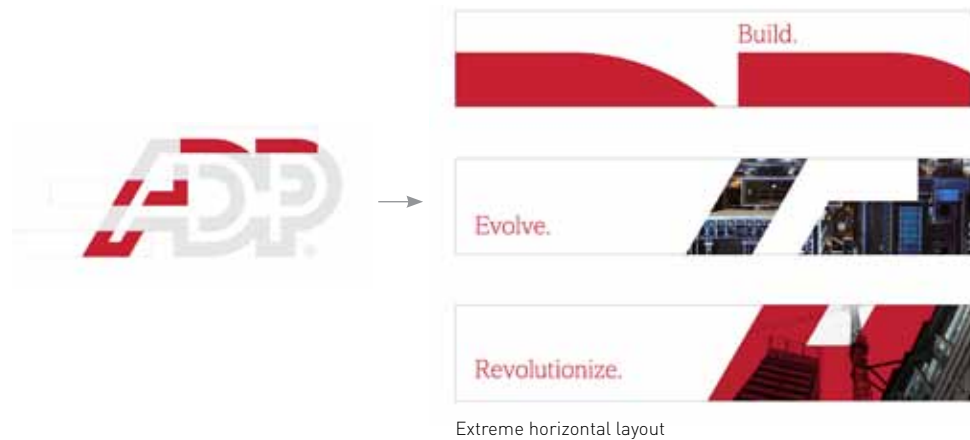 ADP
Build.
Evolve.
Revolutionize.
Extreme horizontal layout